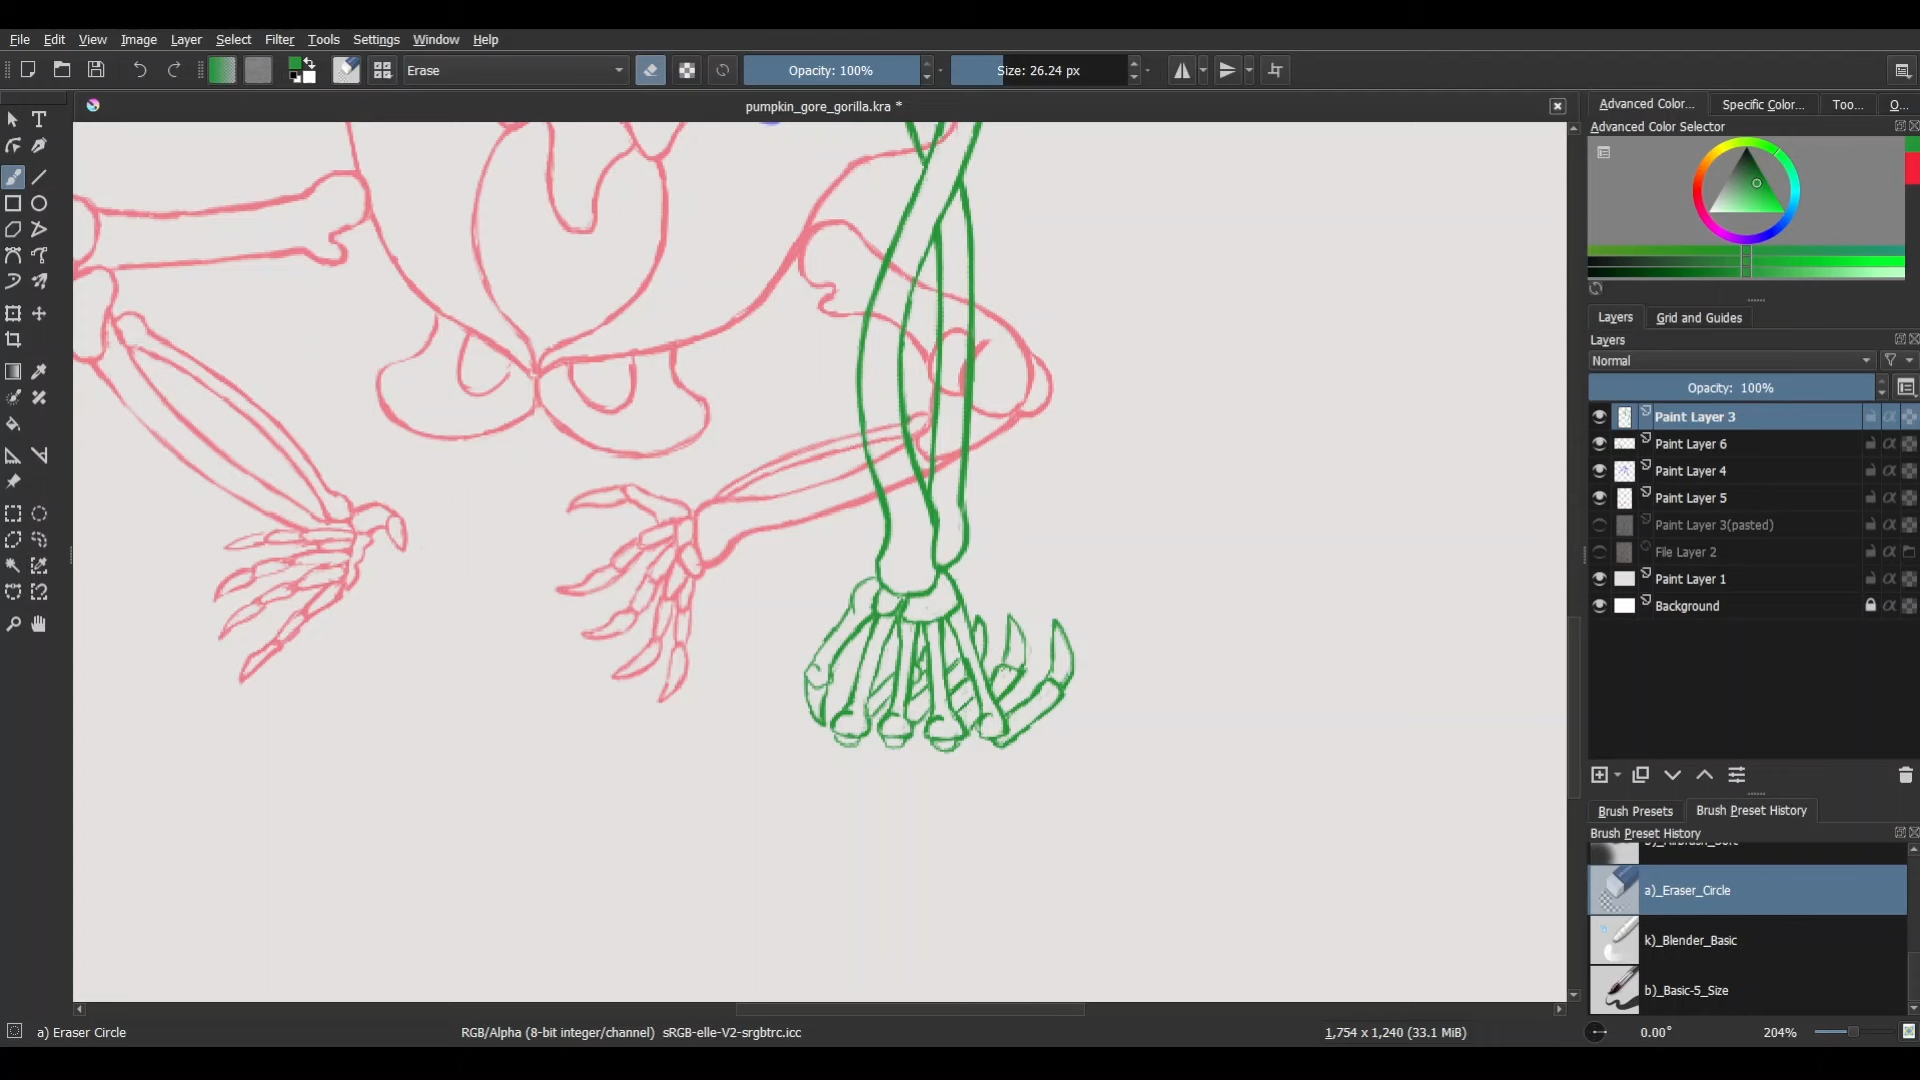 File Edit View Image Layer Select Filter Tools Settings Window Help
Erase Opacity: 100% Size: 26.24 px
pumpkin_gore_gorilla.kra *
Advanced Color... Specific Color... Too... O...
Advanced Color Selector
Layers Grid and Guides
Layers
Normal
Opacity: 100%
Paint Layer 3
Paint Layer 6
Paint Layer 4
Paint Layer 5
Paint Layer 3(pasted)
File Layer 2
Paint Layer 1
Background
Brush Presets Brush Preset History
Brush Preset History
a)_Eraser_Circle
k)_Blender_Basic
b)_Basic-5_Size
a) Eraser Circle RGB/Alpha (8-bit integer/channel) sRGB-elle-V2-srgbtrc.icc 1,754 x 1,240 (33.1 MiB) 0.00° 204%